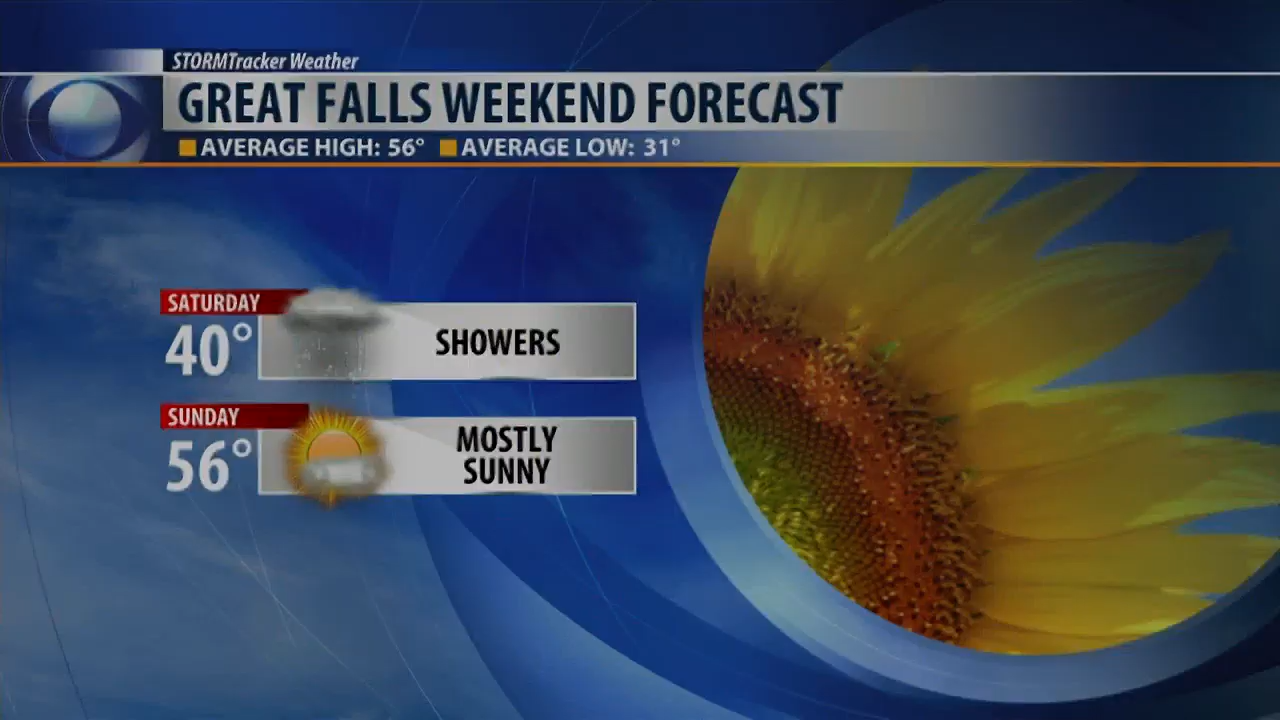 STORMTracker Weather
GREAT FALLS WEEKEND FORECAST
AVERAGE HIGH: 56° AVERAGE LOW: 31°
SATURDAY
40°
SHOWERS
SUNDAY
56°
MOSTLY
SUNNY